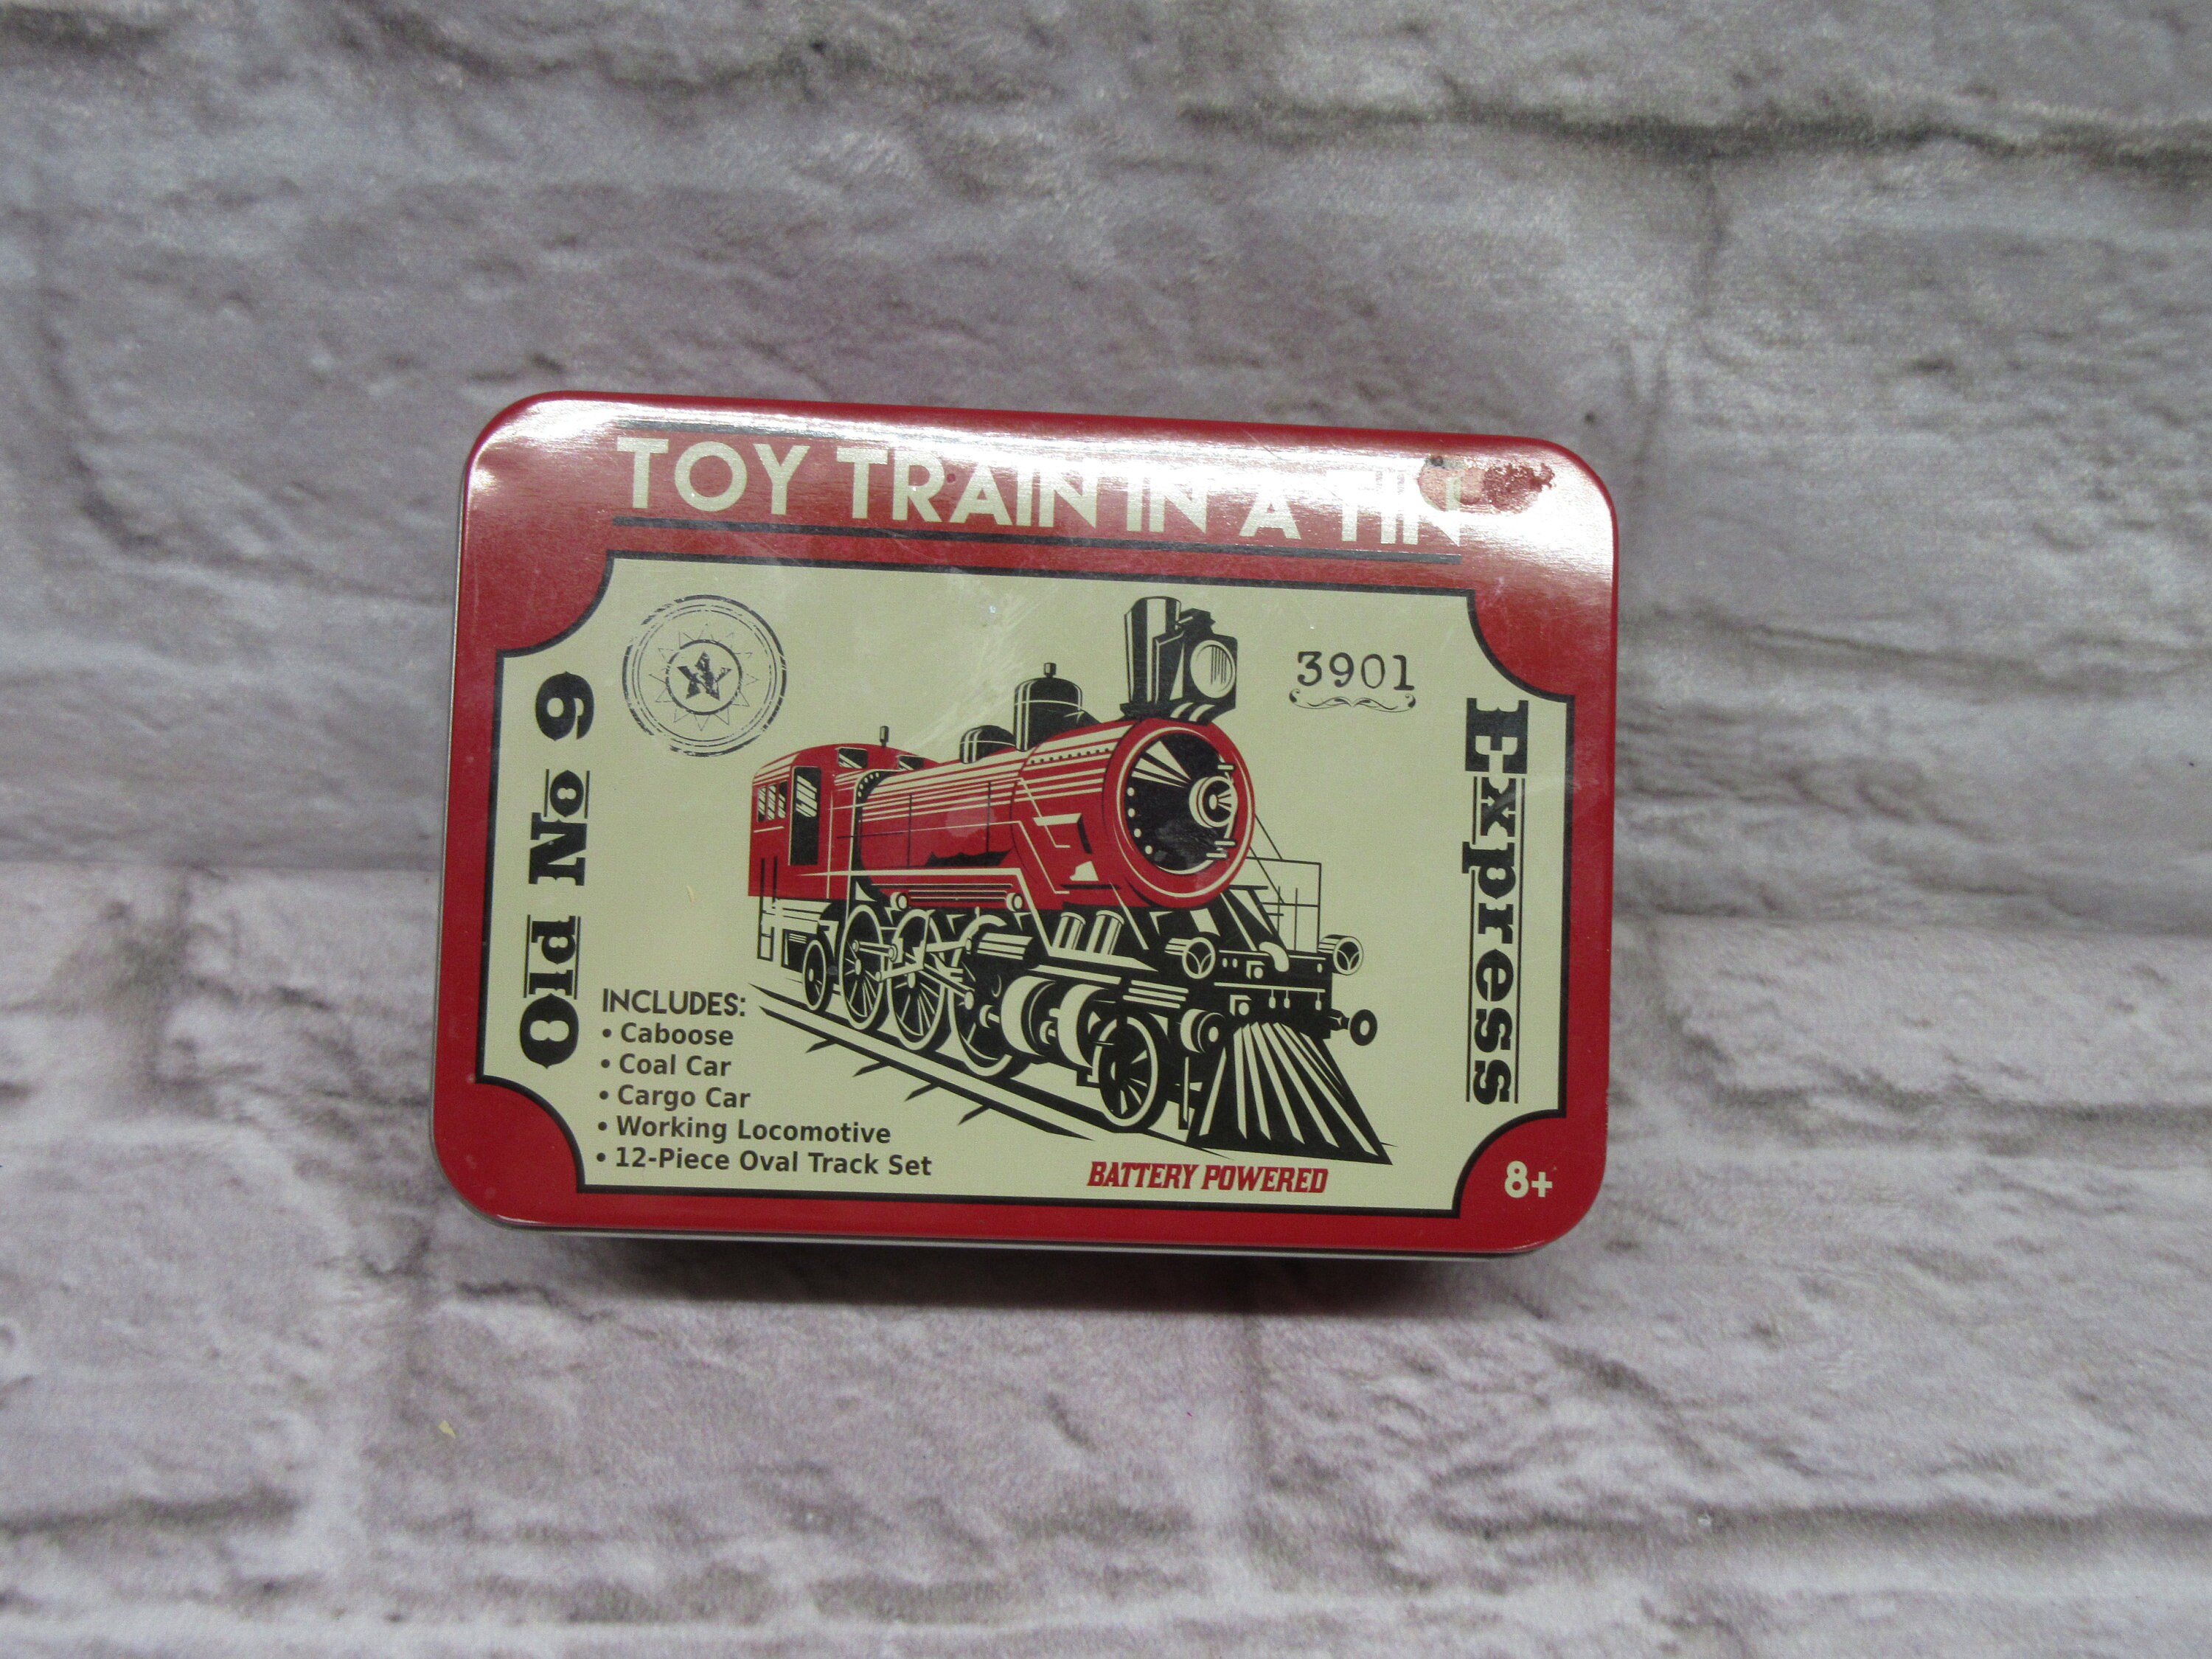 TOY TRAIN IN A TIN
3901
Old No 9
Express
INCLUDES:
• Caboose
• Coal Car
• Cargo Car
• Working Locomotive
• 12-Piece Oval Track Set
BATTERY POWERED
8+